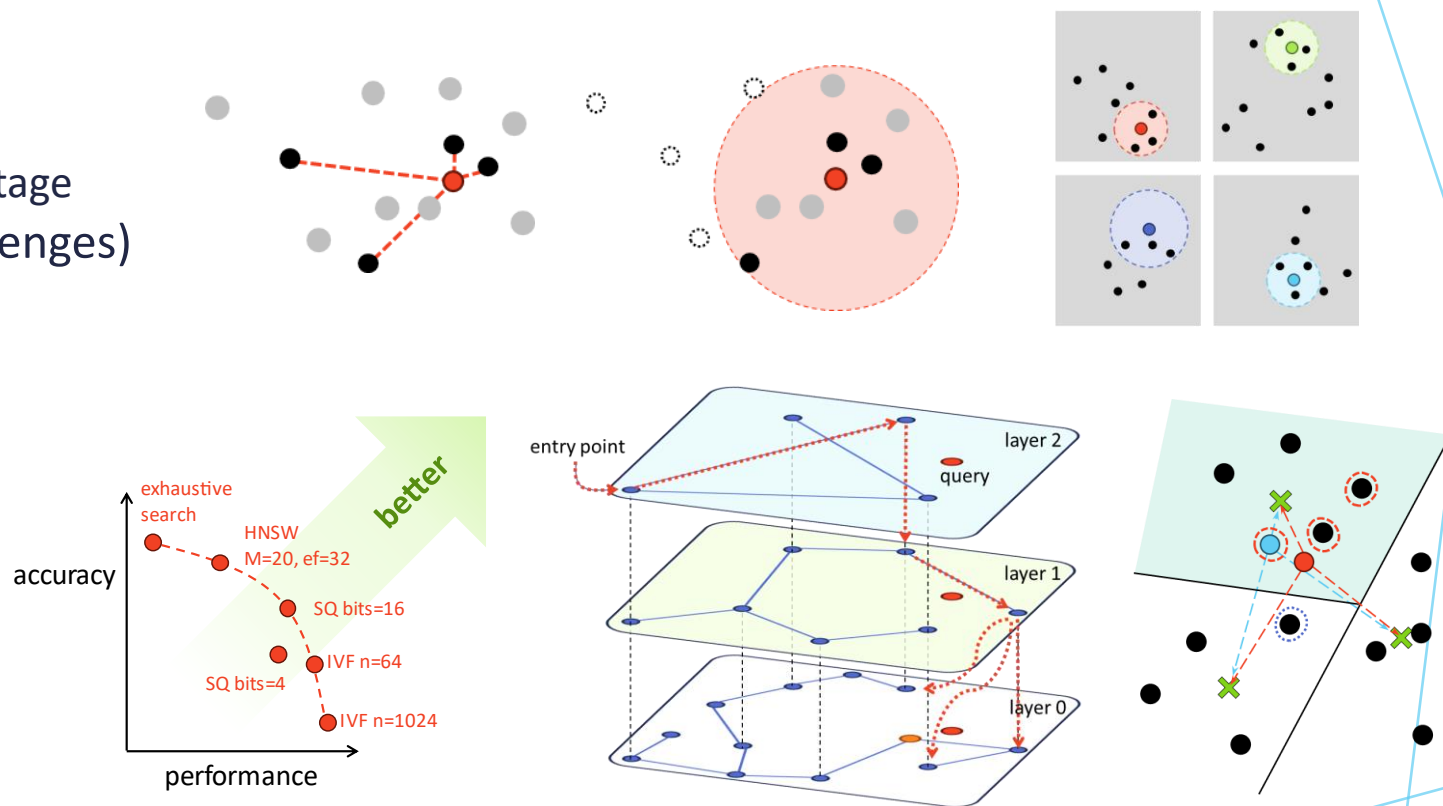 tage
enges)
better
exhaustive
search
HNSW
M=20, ef=32
accuracy
SQ bits=16
IVF n=64
SQ bits=4
IVF n=1024
performance
layer 2
entry point
query
layer 1
layer 0